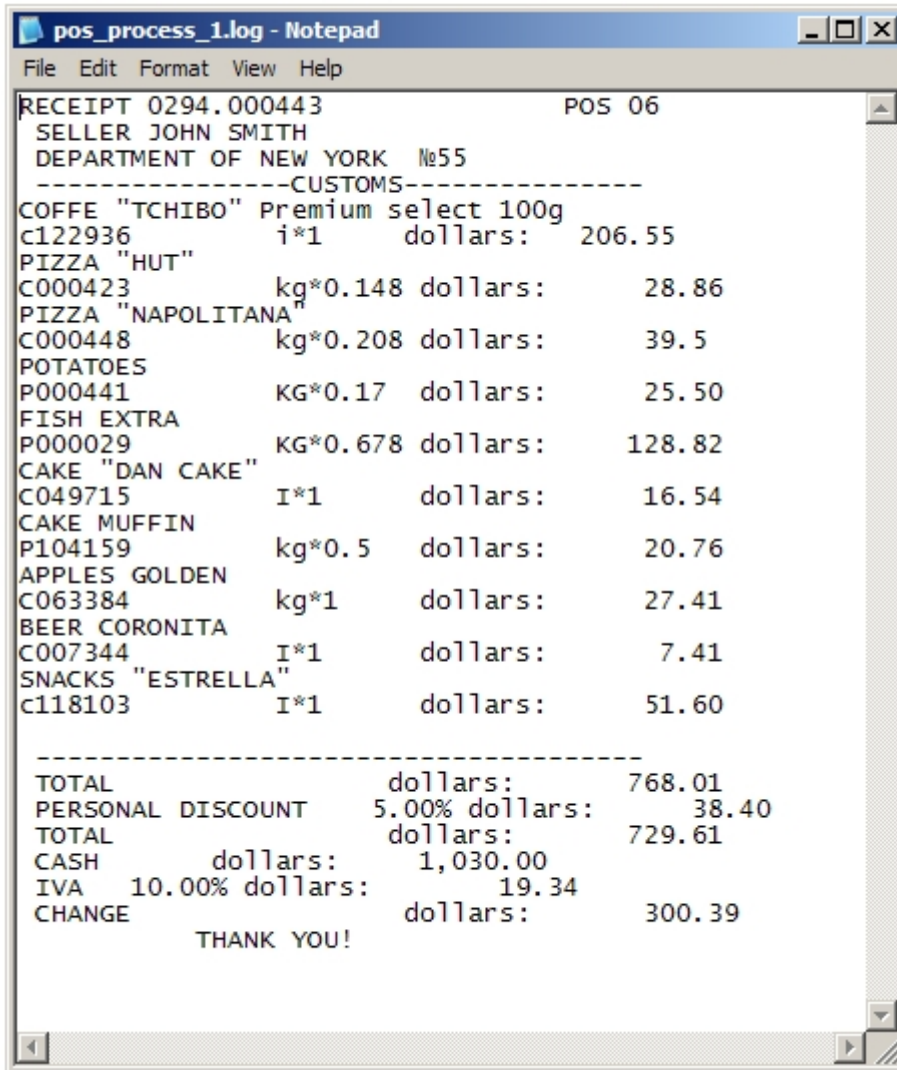 pos_process_1.log - Notepad
File Edit Format View Help
RECEIPT 0294.000443 POS 06
SELLER JOHN SMITH
DEPARTMENT OF NEW YORK №55
----------------CUSTOMS---------------
COFFE "TCHIBO" Premium select 100g
c122936 i*1 dollars: 206.55
PIZZA "HUT"
C000423 kg*0.148 dollars: 28.86
PIZZA "NAPOLITANA"
C000448 kg*0.208 dollars: 39.5
POTATOES
P000441 KG*0.17 dollars: 25.50
FISH EXTRA
P000029 KG*0.678 dollars: 128.82
CAKE "DAN CAKE"
C049715 I*1 dollars: 16.54
CAKE MUFFIN
P104159 kg*0.5 dollars: 20.76
APPLES GOLDEN
C063384 kg*1 dollars: 27.41
BEER CORONITA
C007344 I*1 dollars: 7.41
SNACKS "ESTRELLA"
c118103 I*1 dollars: 51.60
--------------------------------------
TOTAL dollars: 768.01
PERSONAL DISCOUNT 5.00% dollars: 38.40
TOTAL dollars: 729.61
CASH dollars: 1,030.00
IVA 10.00% dollars: 19.34
CHANGE dollars: 300.39
THANK YOU!